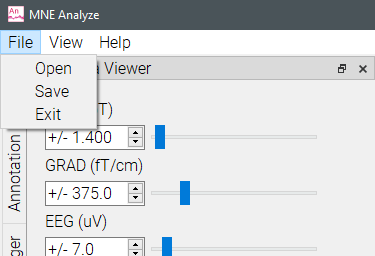 An
MNE Analyze
File View Help
Open
Save
Exit
Viewer
T)
+/- 1.400
GRAD (fT/cm)
+/- 375.0
EEG (uV)
+/- 7.0
Annotation